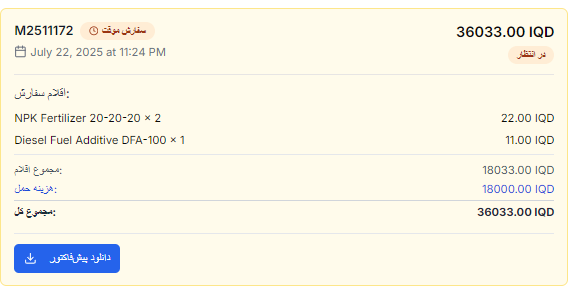 M2511172 سفارش موقت 36033.00 IQD
July 22, 2025 at 11:24 PM در انتظار
اقلام سفارش:
NPK Fertilizer 20-20-20 × 2 22.00 IQD
Diesel Fuel Additive DFA-100 × 1 11.00 IQD
مجموع اقلام: 18033.00 IQD
هزینه حمل: 18000.00 IQD
مجموع کل: 36033.00 IQD
دانلود پیش‌فاکتور